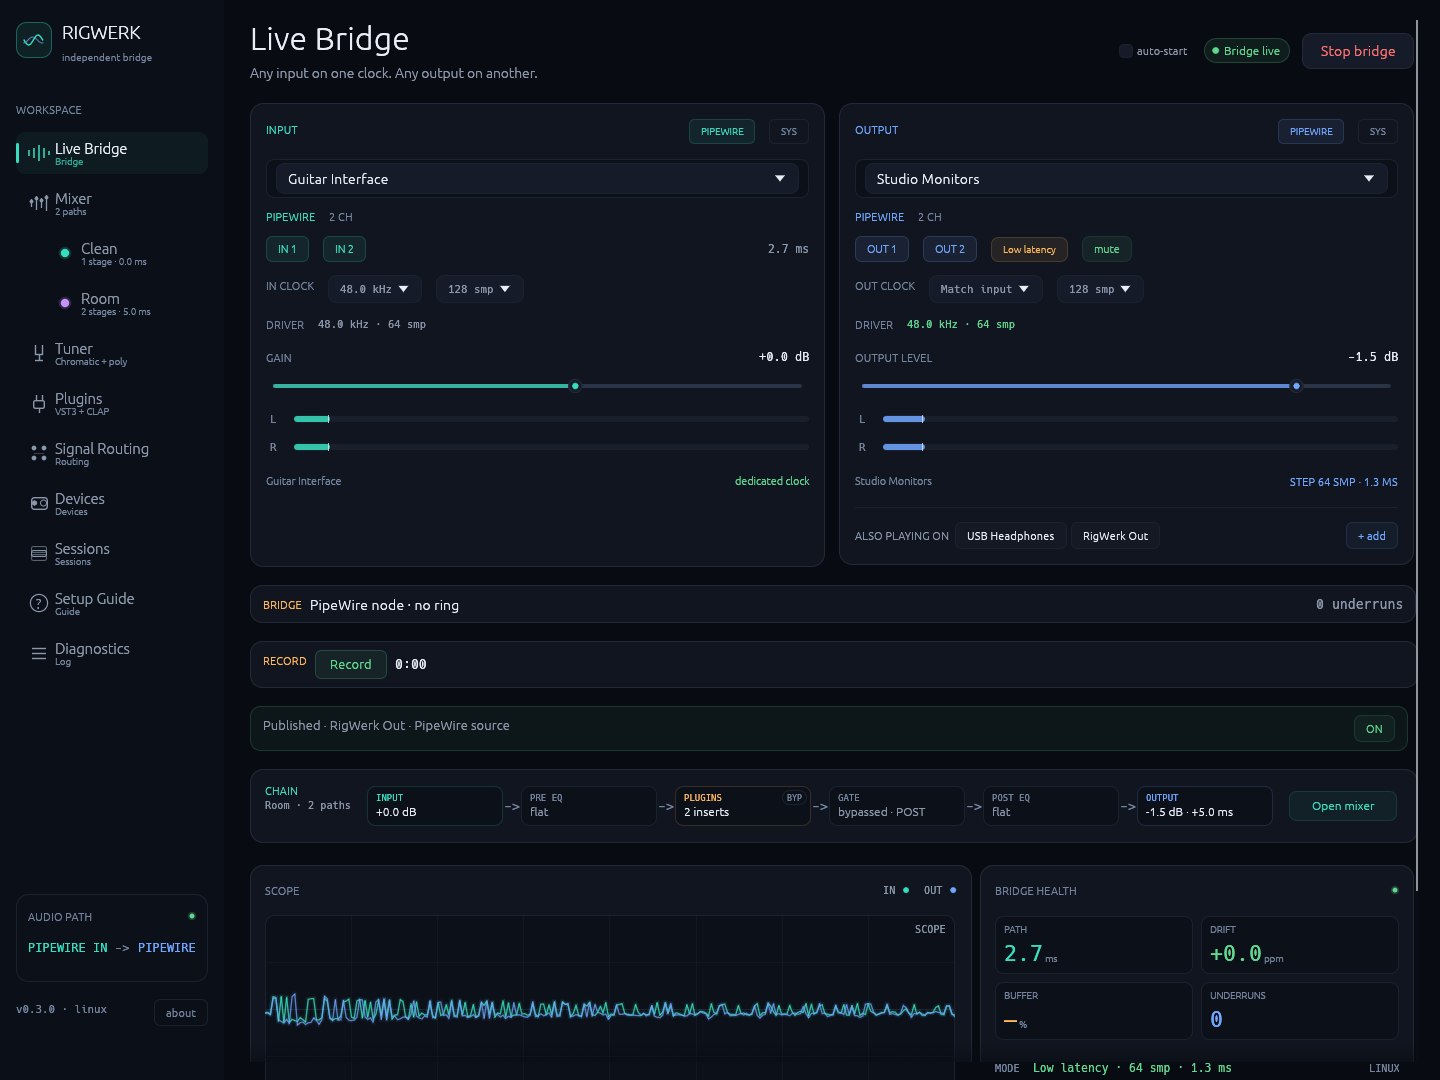 RIGWERK
independent bridge
WORKSPACE
Live Bridge
Bridge
Mixer
2 paths
Clean
1 stage · 0.0 ms
Room
2 stages · 5.0 ms
Tuner
Chromatic + poly
Plugins
VST3 + CLAP
Signal Routing
Routing
Devices
Devices
Sessions
Sessions
Setup Guide
Guide
Diagnostics
Log
AUDIO PATH
PIPEWIRE IN -> PIPEWIRE
v0.3.0 · linux
about
Live Bridge
Any input on one clock. Any output on another.
auto-start
Bridge live
Stop bridge
INPUT
PIPEWIRE
SYS
Guitar Interface
PIPEWIRE 2 CH
IN 1 IN 2 2.7 ms
IN CLOCK 48.0 kHz 128 smp
DRIVER 48.0 kHz · 64 smp
GAIN +0.0 dB
L
R
Guitar Interface dedicated clock
OUTPUT
PIPEWIRE
SYS
Studio Monitors
PIPEWIRE 2 CH
OUT 1 OUT 2 Low latency mute
OUT CLOCK Match input 128 smp
DRIVER 48.0 kHz · 64 smp
OUTPUT LEVEL -1.5 dB
L
R
Studio Monitors STEP 64 SMP · 1.3 MS
ALSO PLAYING ON USB Headphones RigWerk Out + add
BRIDGE PipeWire node · no ring 0 underruns
RECORD Record 0:00
Published · RigWerk Out · PipeWire source ON
CHAIN
Room · 2 paths
INPUT
+0.0 dB
->
PRE EQ
flat
->
PLUGINS BYP
2 inserts
->
GATE
bypassed · POST
->
POST EQ
flat
->
OUTPUT
-1.5 dB · +5.0 ms
Open mixer
SCOPE IN OUT
SCOPE
BRIDGE HEALTH
PATH
2.7 ms
DRIFT
+0.0 ppm
BUFFER
— %
UNDERRUNS
0
MODE Low latency · 64 smp · 1.3 ms LINUX